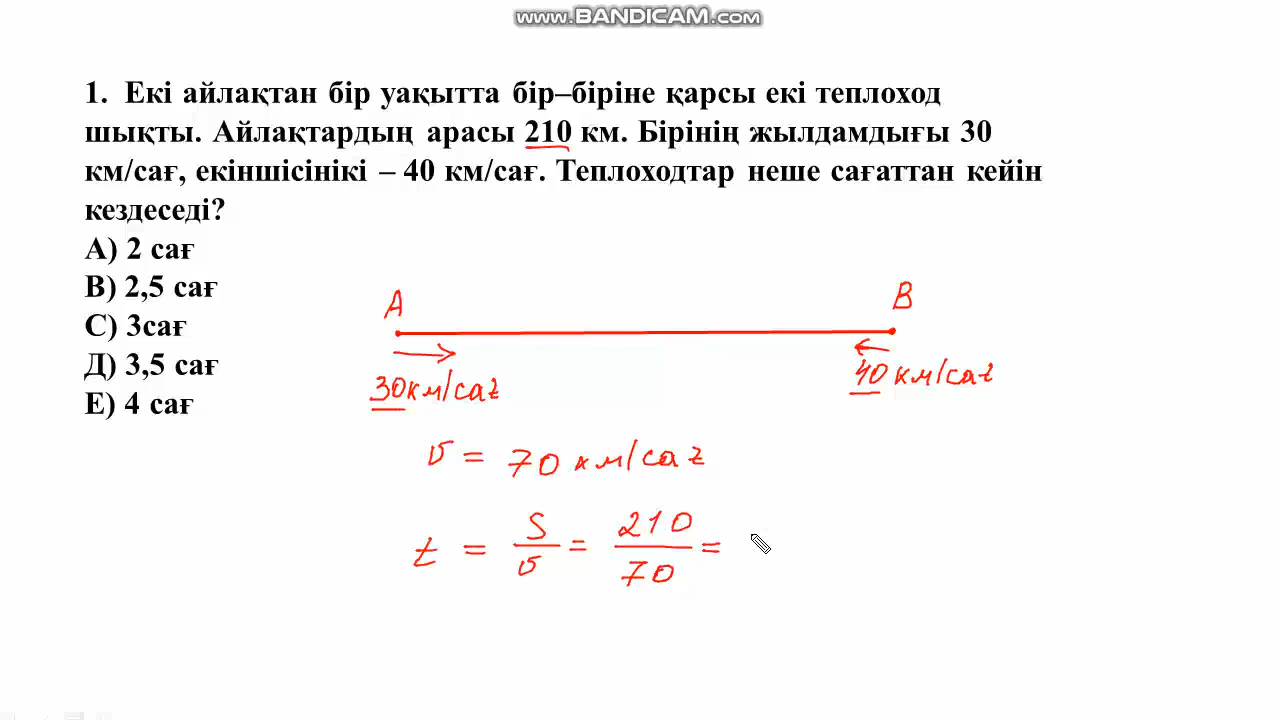 www.BANDICAM.com
1. Екі айлақтан бір уақытта бір–біріне қарсы екі теплоход
шықты. Айлақтардың арасы 210 км. Бірінің жылдамдығы 30
км/сағ, екіншісінікі – 40 км/сағ. Теплоходтар неше сағаттан кейін
кездеседі?
А) 2 сағ
В) 2,5 сағ
С) 3сағ
Д) 3,5 сағ
Е) 4 сағ
A B
30км/сағ 40 км/сағ
υ = 70 км/сағ
t = S/υ = 210/70 =